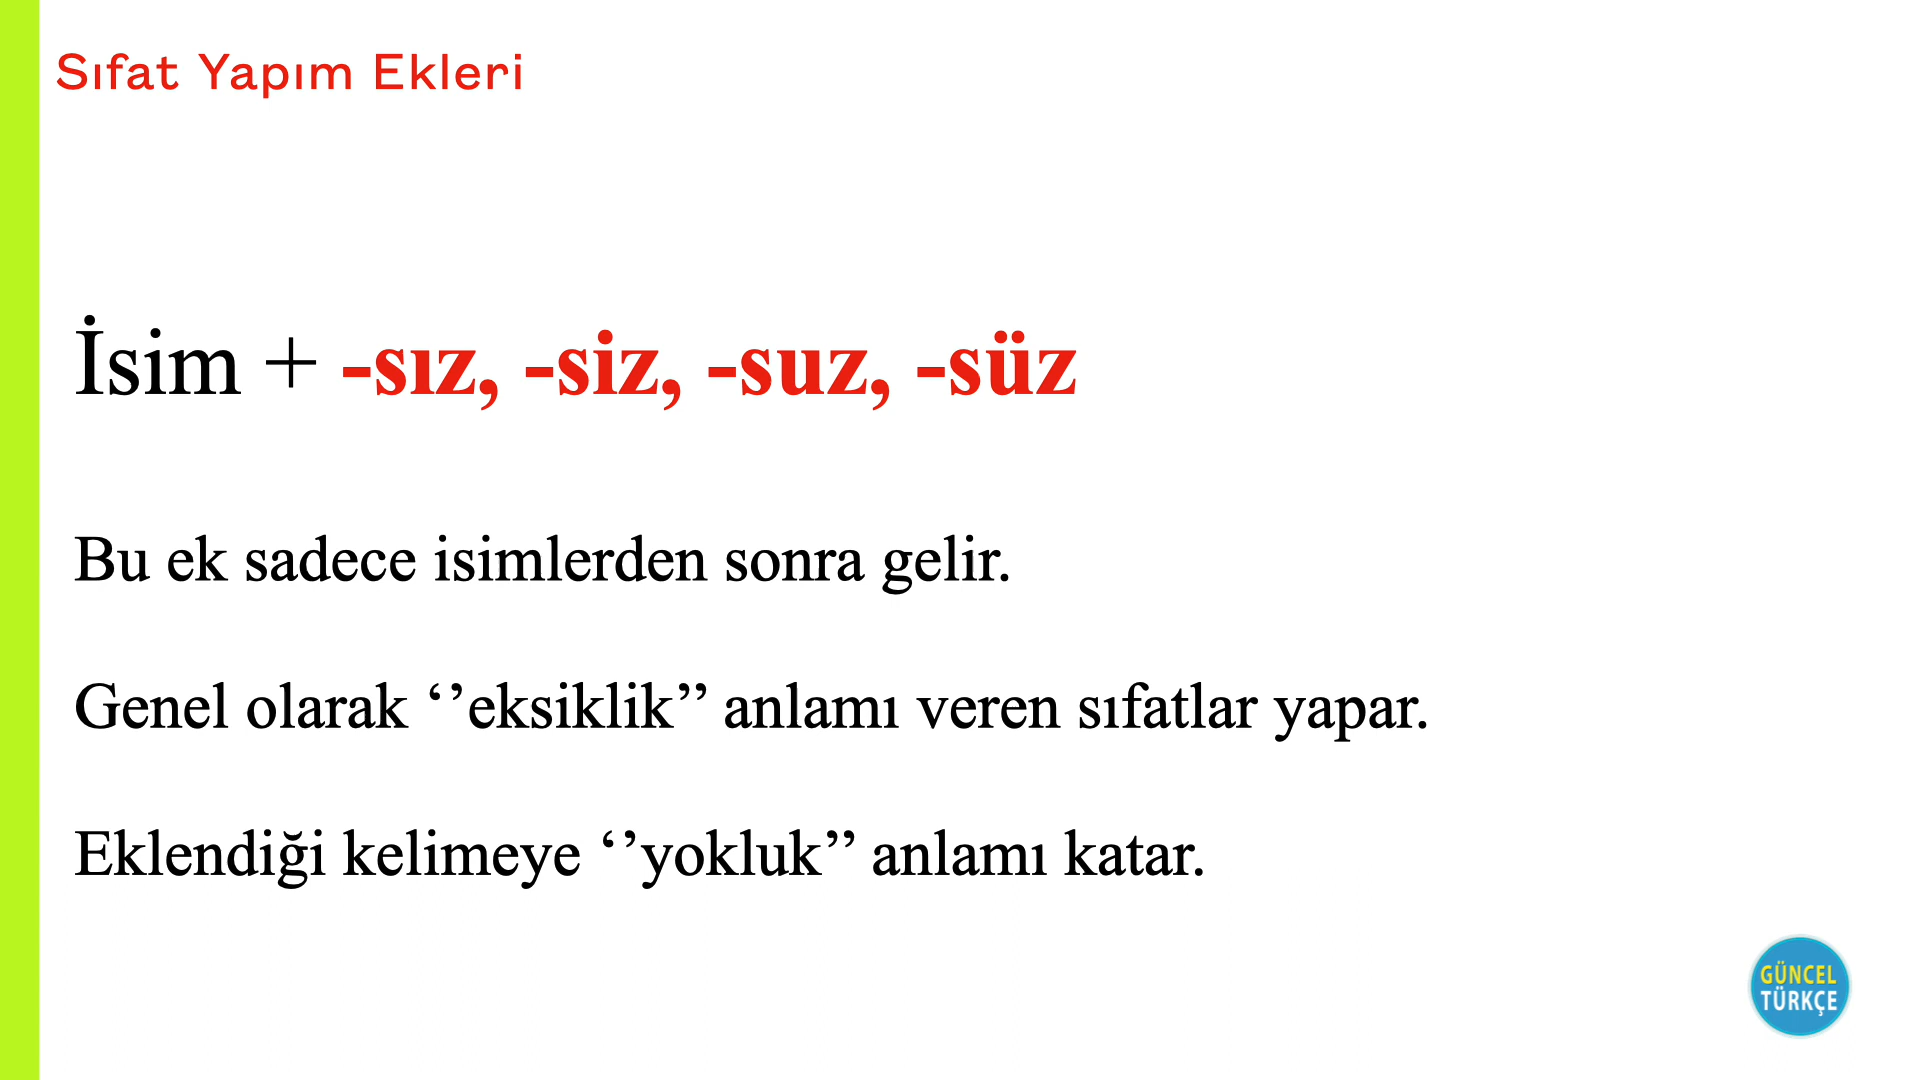 Sıfat Yapım Ekleri
İsim + -sız, -siz, -suz, -süz
Bu ek sadece isimlerden sonra gelir.
Genel olarak ‘’eksiklik’’ anlamı veren sıfatlar yapar.
Eklendiği kelimeye ‘’yokluk’’ anlamı katar.
GÜNCEL
TÜRKÇE